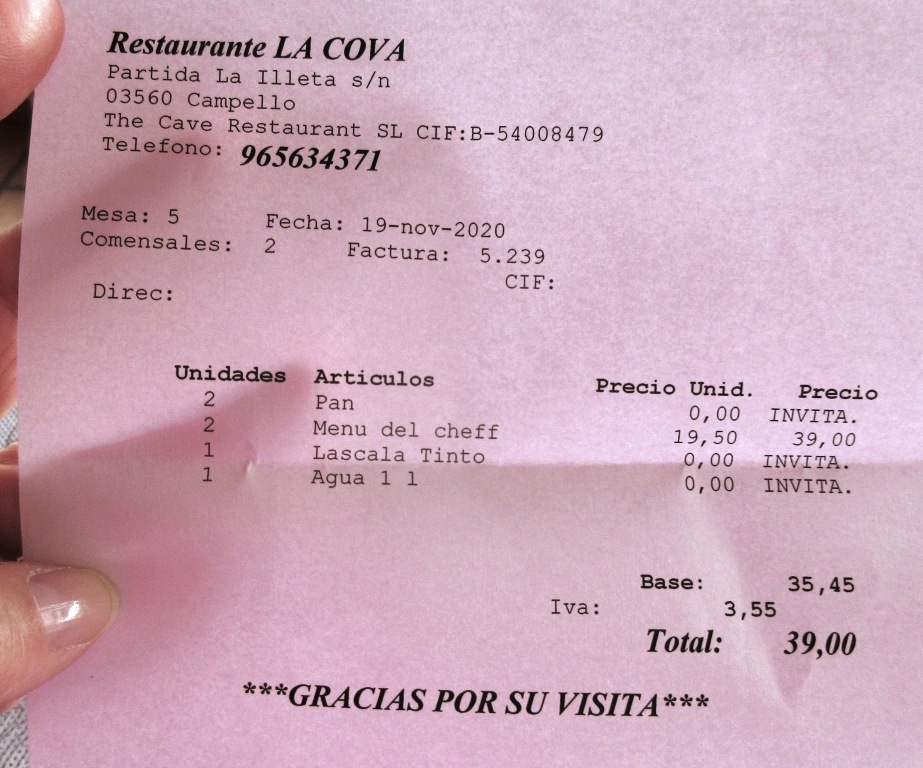 Restaurante LA COVA
Partida La Illeta s/n
03560 Campello
The Cave Restaurant SL CIF:B-54008479
Telefono: 965634371
Mesa: 5 Fecha: 19-nov-2020
Comensales: 2 Factura: 5.239
CIF:
Direc:
Unidades Articulos Precio Unid. Precio
2 Pan 0,00 INVITA.
2 Menu del cheff 19,50 39,00
1 Lascala Tinto 0,00 INVITA.
1 Agua 1 l 0,00 INVITA.
Base: 35,45
Iva: 3,55
Total: 39,00
***GRACIAS POR SU VISITA***